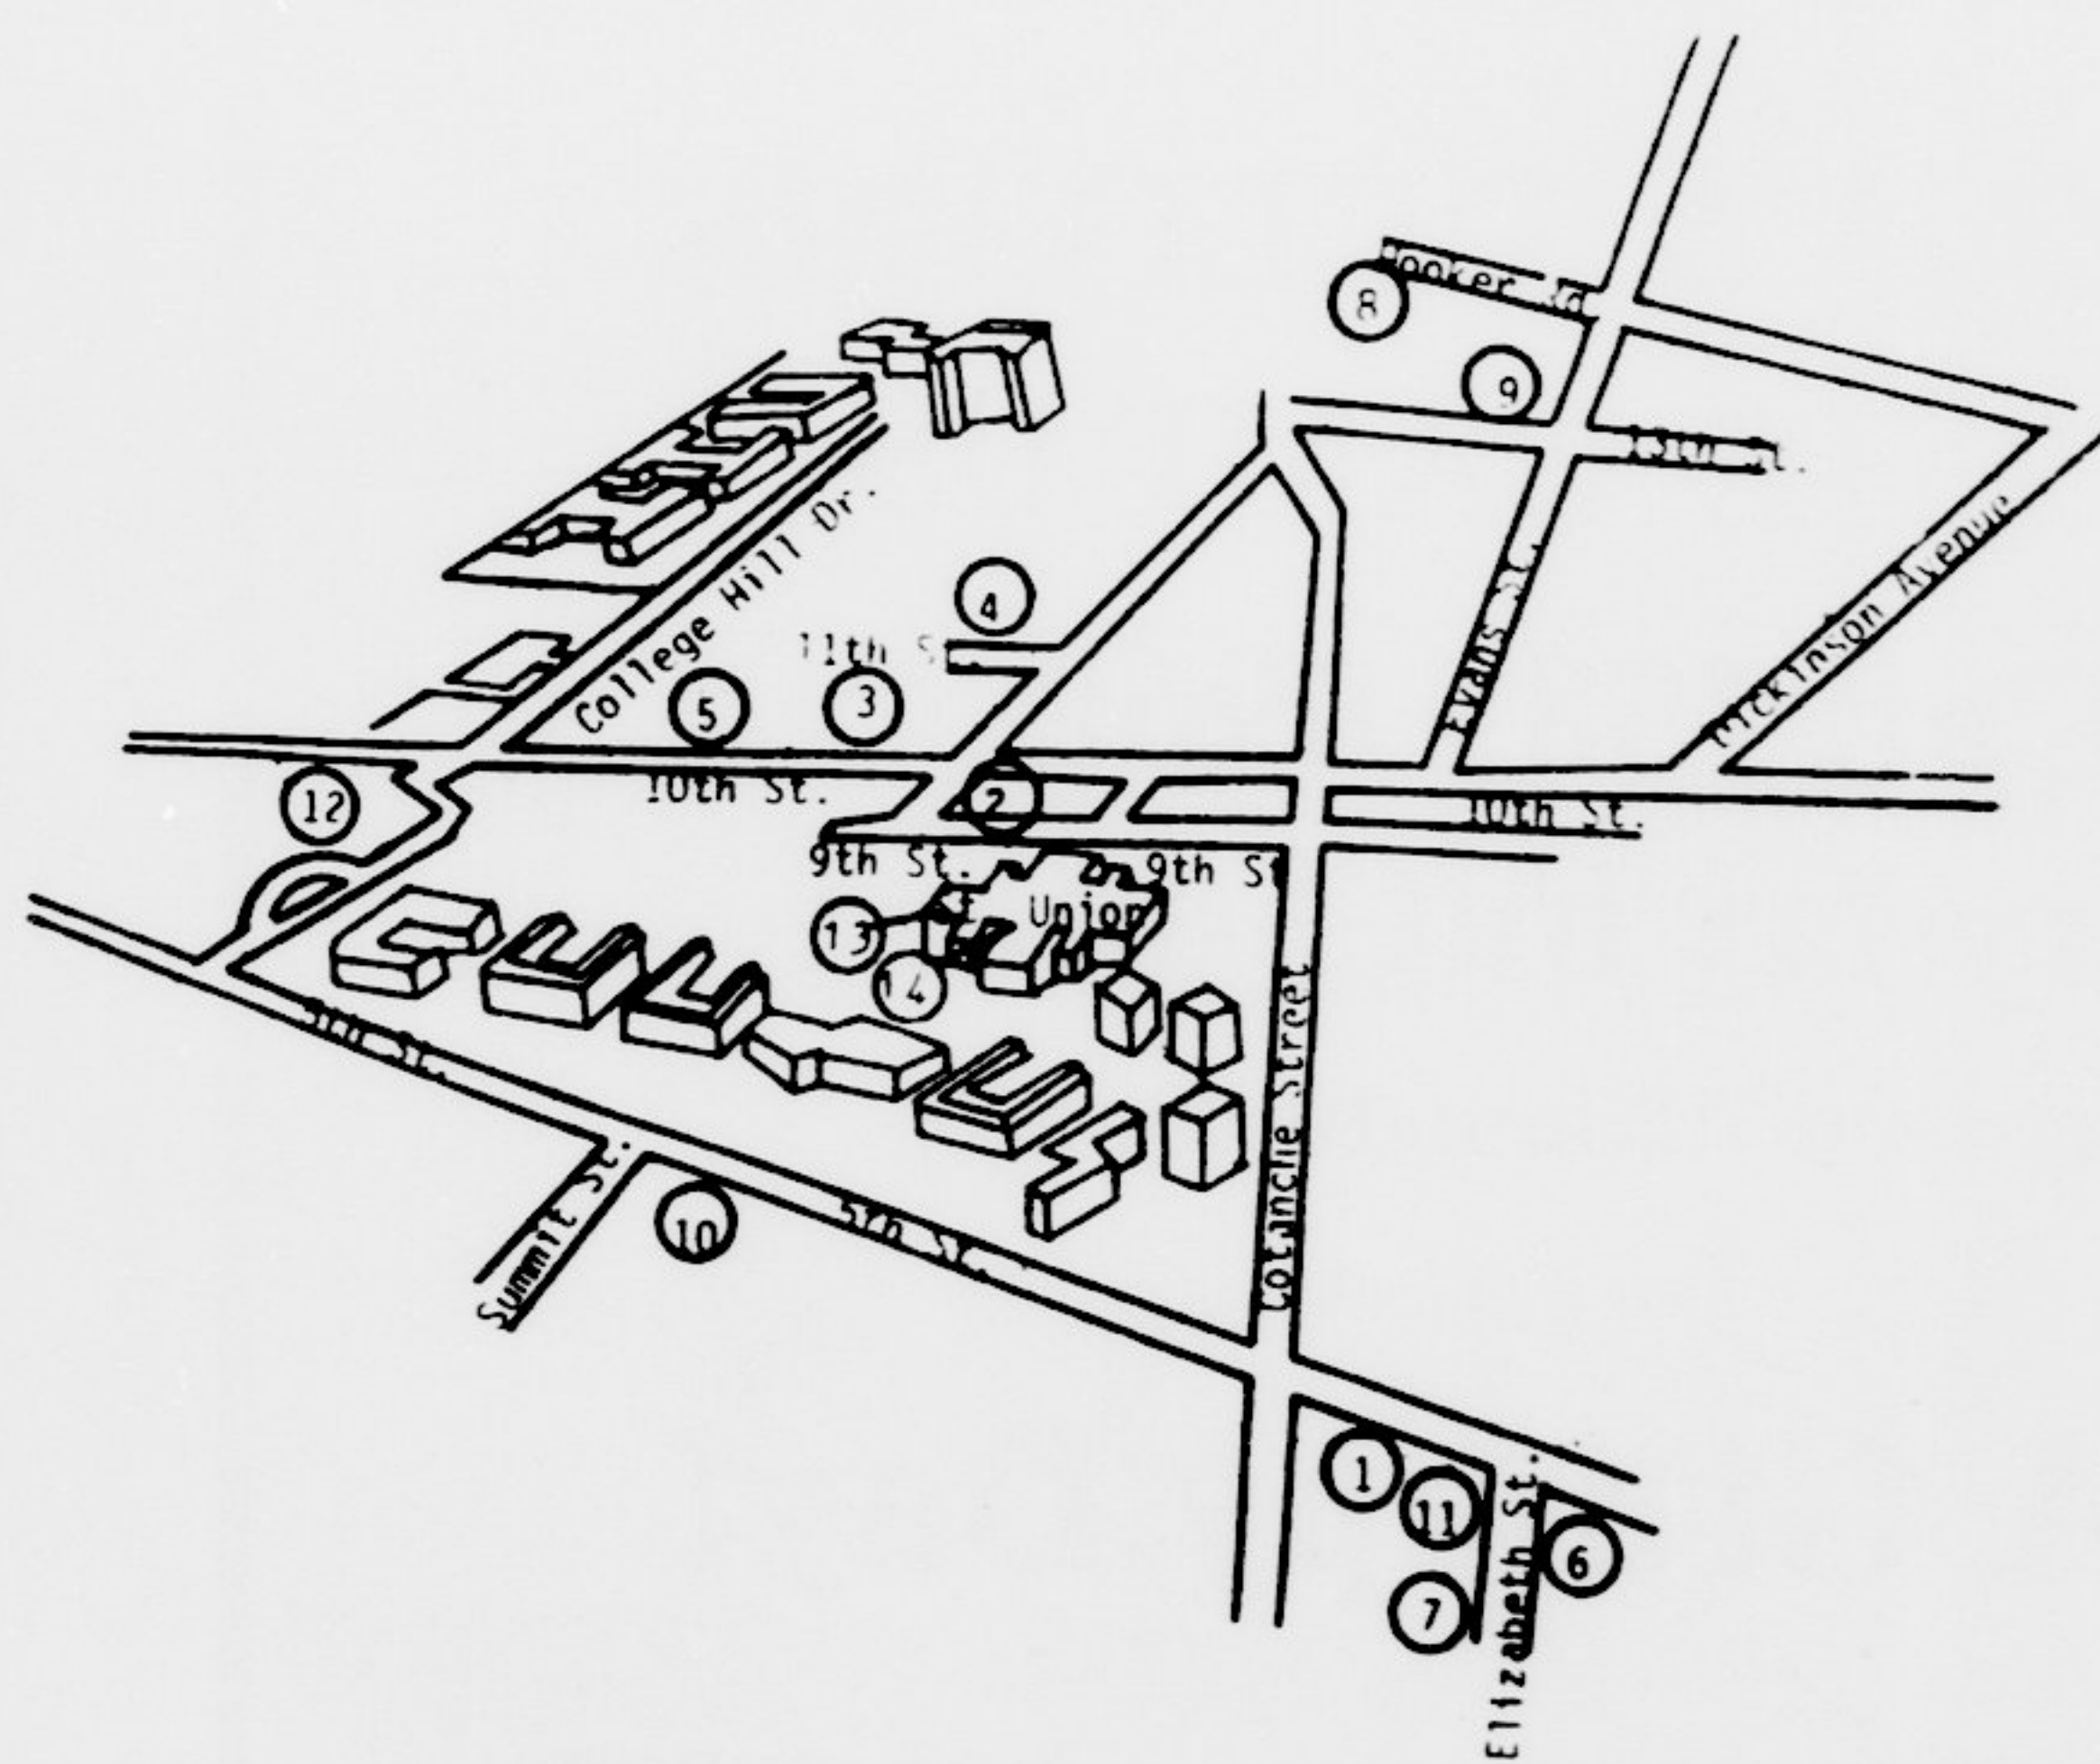 8
9
College Hill Dr.
4
11th
5
3
Evans St.
Dickinson Avenue
12
10th St.
2
10th St.
9th St.
9th St
13
Union
14
5th St.
Cotanche Street
Summit St.
10
5th St.
1
11
6
7
Elizabeth St.